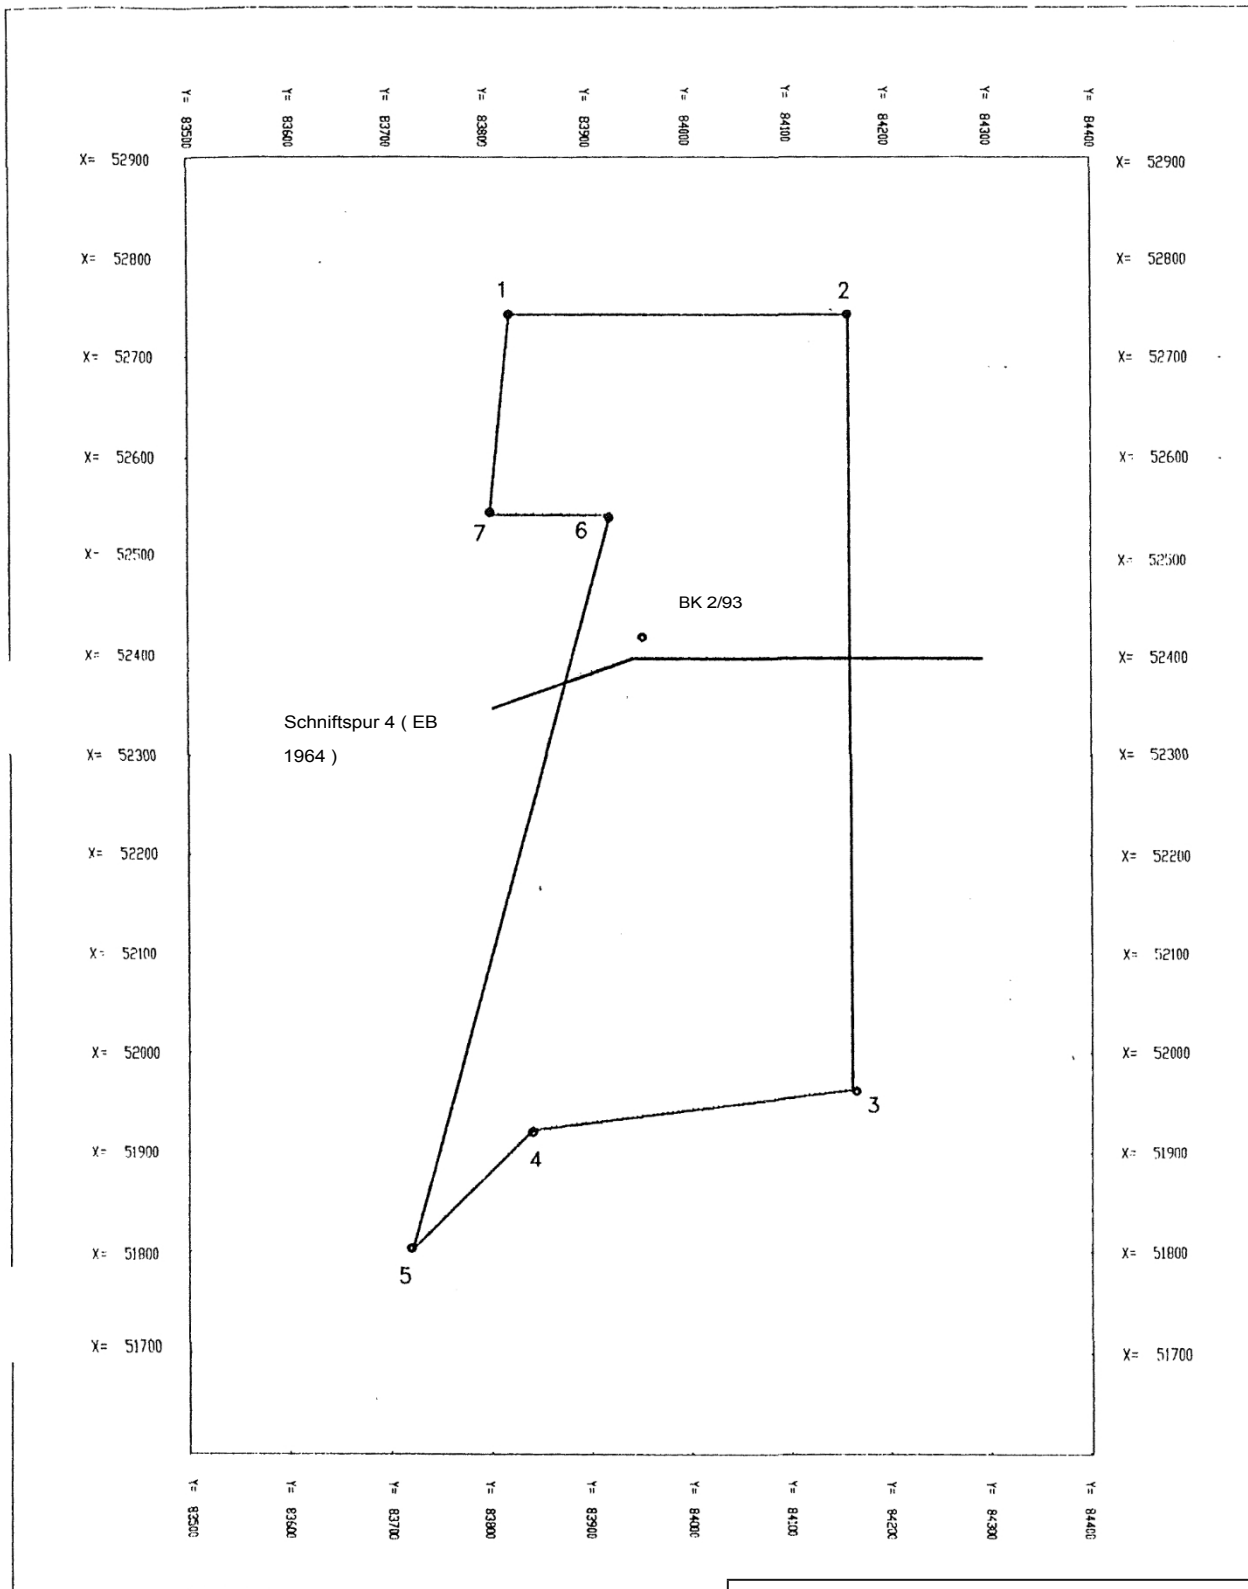 Y= 83500
Y= 83600
Y= 83700
Y= 83800
Y= 83900
Y= 84000
Y= 84100
Y= 84200
Y= 84300
Y= 84400
X= 52900
X= 52900
X= 52800
X= 52800
1
2
X= 52700
X= 52700
X= 52600
X= 52600
7
6
X= 52500
X= 52500
BK 2/93
X= 52400
X= 52400
Schniftspur 4 ( EB
1964 )
X= 52300
X= 52300
X= 52200
X= 52200
X= 52100
X= 52100
X= 52000
X= 52000
3
X= 51900
X= 51900
4
X= 51800
X= 51800
5
X= 51700
X= 51700
Y= 83500
Y= 83600
Y= 83700
Y= 83800
Y= 83900
Y= 84000
Y= 84100
Y= 84200
Y= 84300
Y= 84400